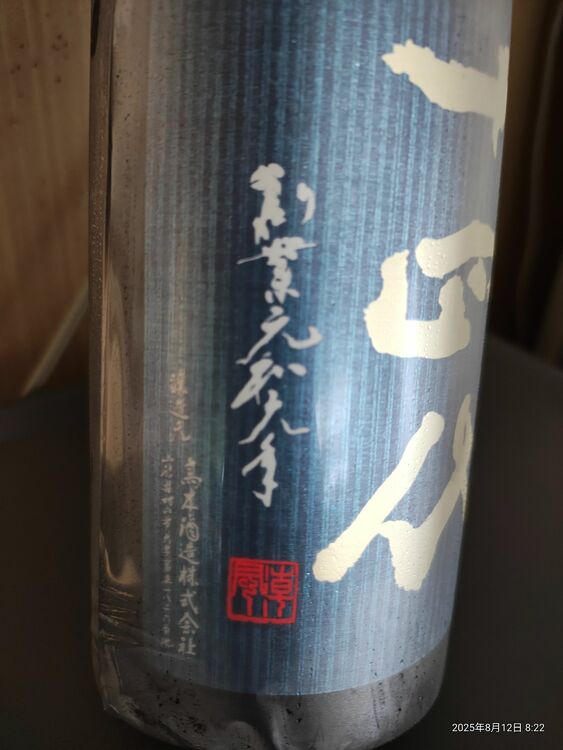 十四代
創業元和元年
醸造元
高木酒造株式会社
2025年8月12日 8:22